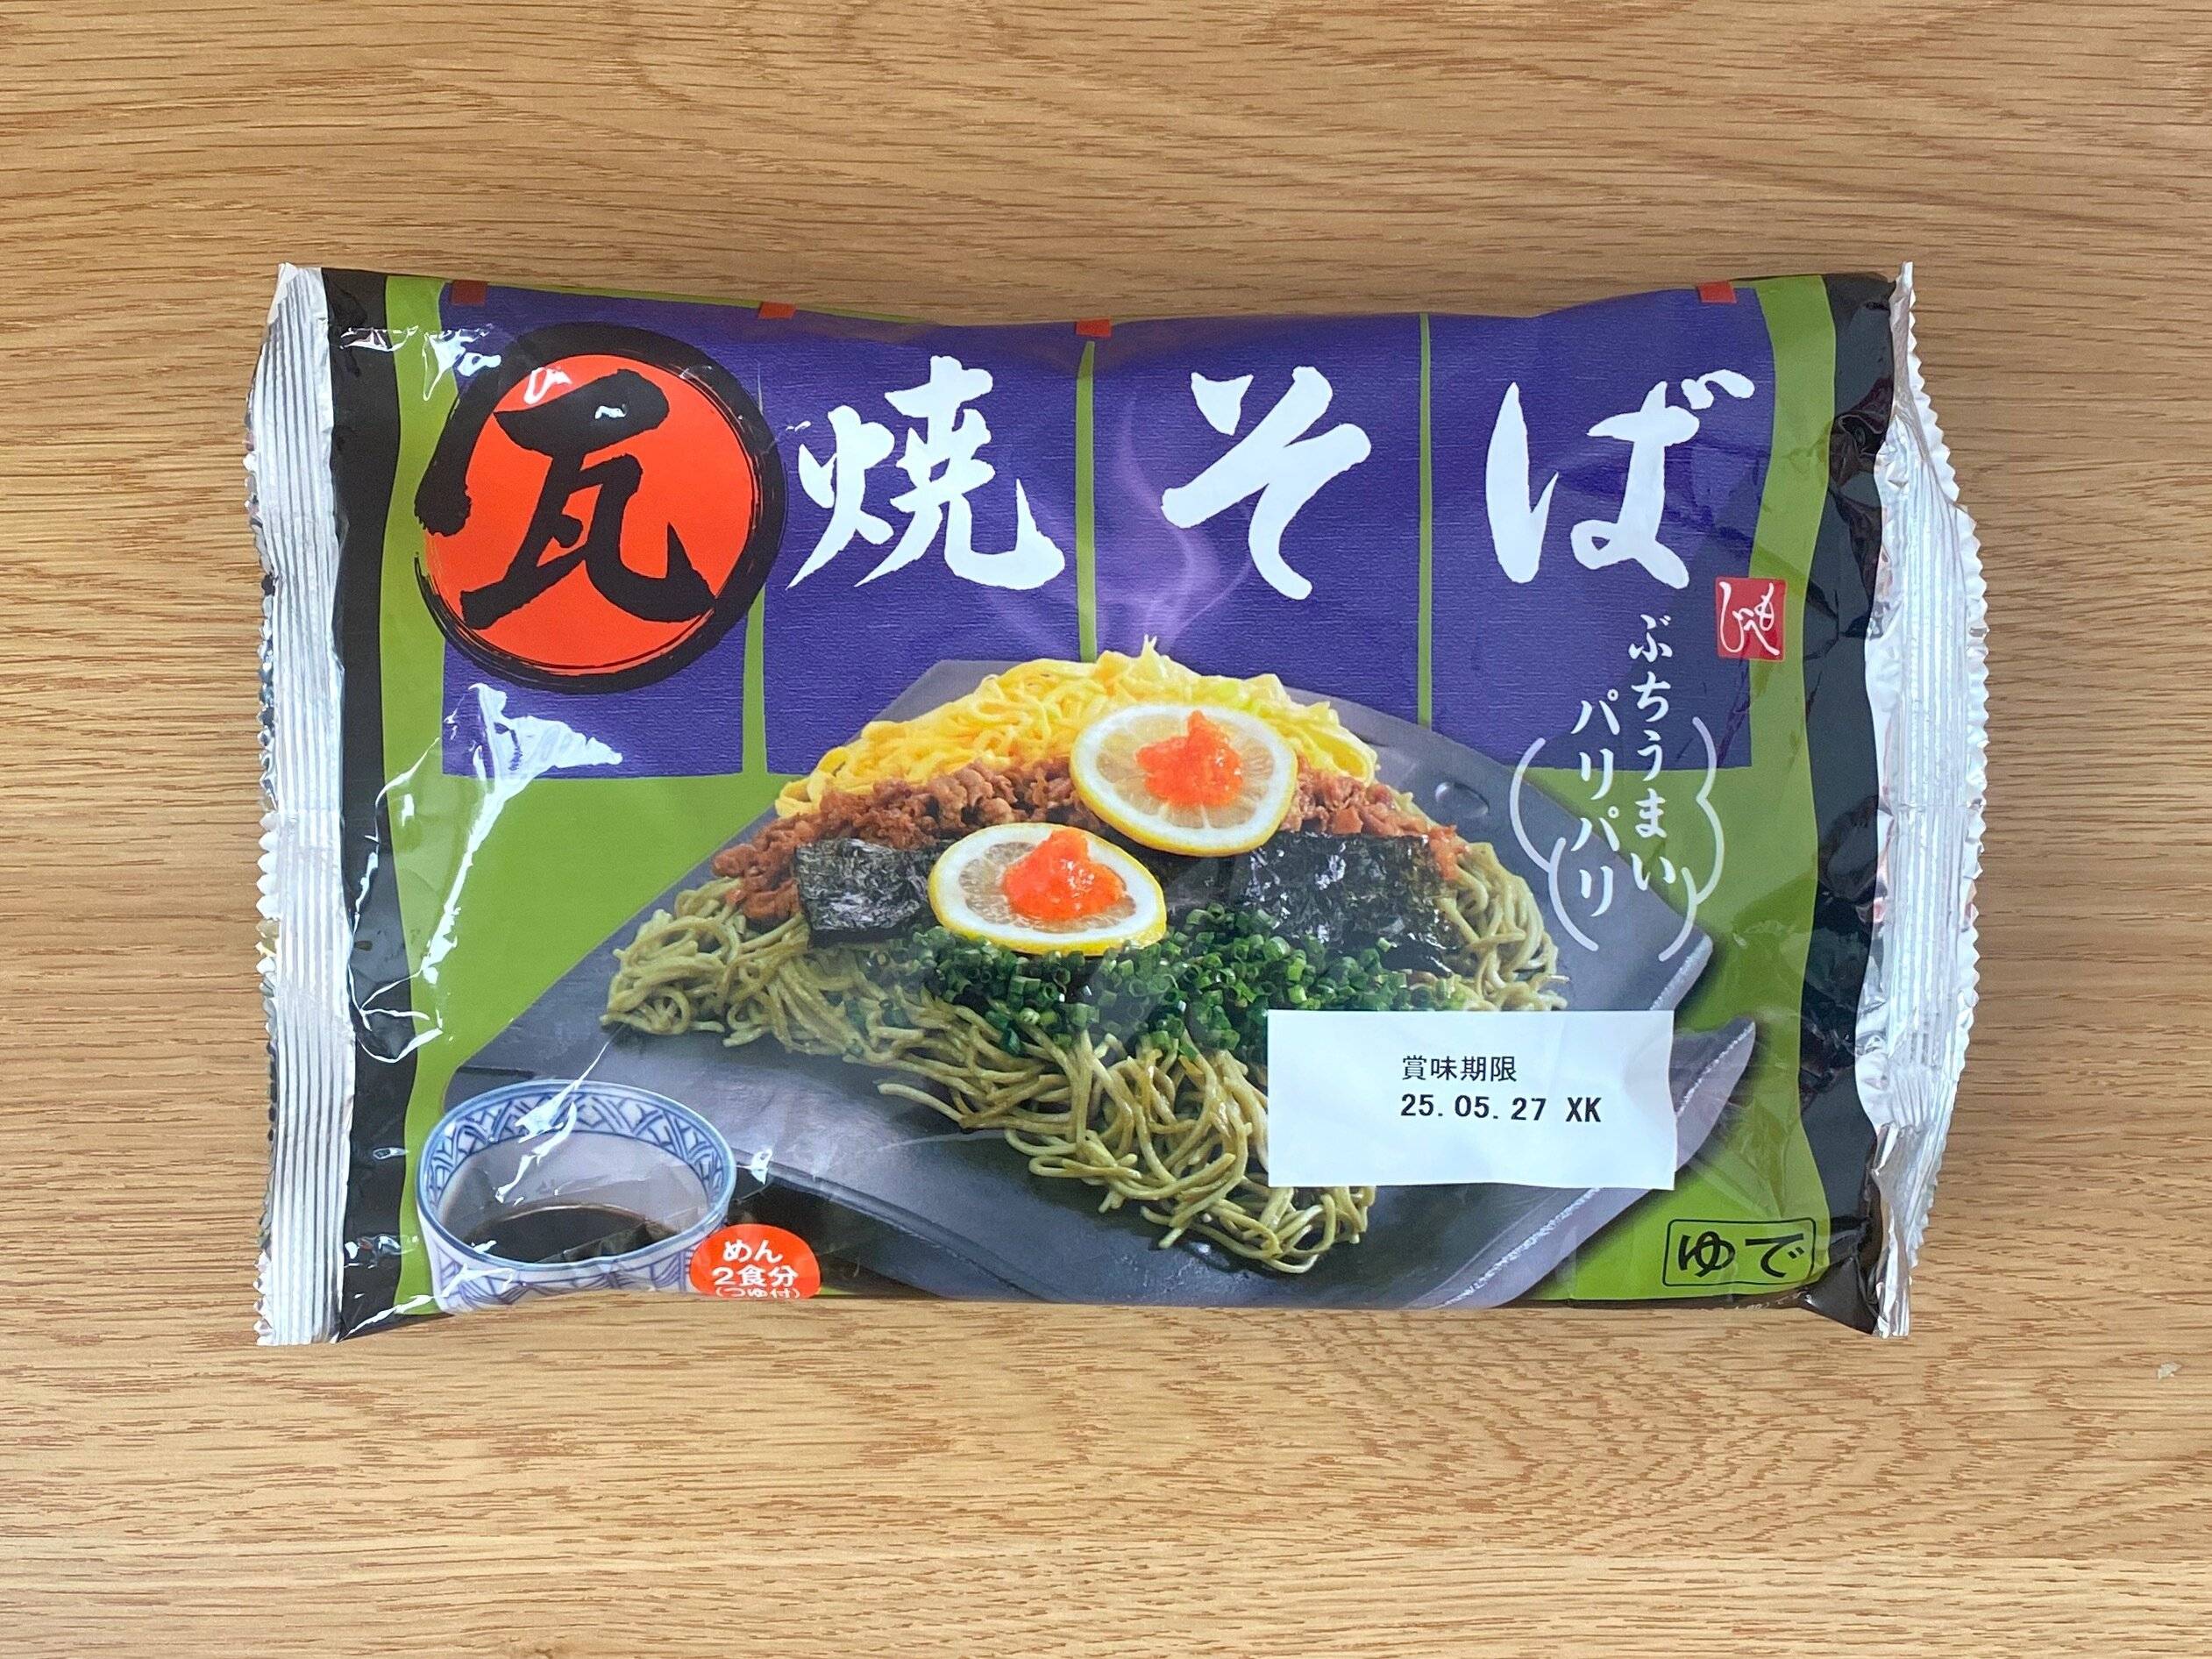 瓦焼そば
もへじ
ぶちうまい
パリパリ
賞味期限
25.05.27 XK
めん
2食分
(つゆ付)
ゆで